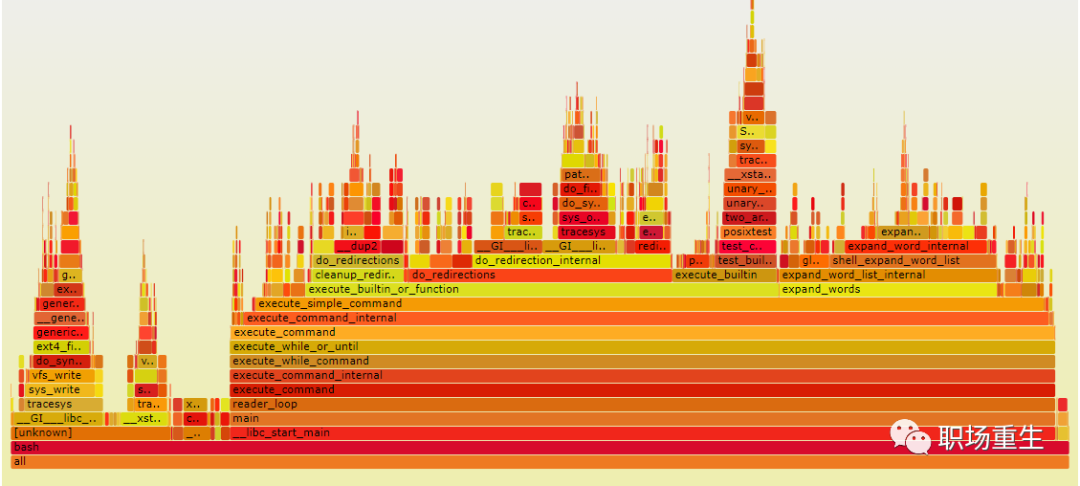 v..
S..
sy..
trac..
pat..
__xsta..
do_fi..
unary_..
c..
do_sy..
unary..
s..
sys_o..
e..
two_ar..
i..
trac..
tracesys
e..
posixtest
expan..
g..
__dup2
__GI___li..
__GI___li..
redi..
test_c..
expand_word_internal
do_redirections
do_redirection_internal
p..
test_buil..
gl..
shell_expand_word_list
ex..
cleanup_redir..
do_redirections
execute_builtin
expand_word_list_internal
execute_builtin_or_function
expand_words
gener..
execute_simple_command
__gene..
execute_command_internal
generic..
execute_command
ext4_fi..
execute_while_or_until
do_syn..
v..
execute_while_command
vfs_write
execute_command_internal
sys_write
s..
execute_command
tracesys
tra..
x..
reader_loop
__GI___libc_..
__xst..
c..
main
[unknown]
_..
__libc_start_main
职场重生
bash
all